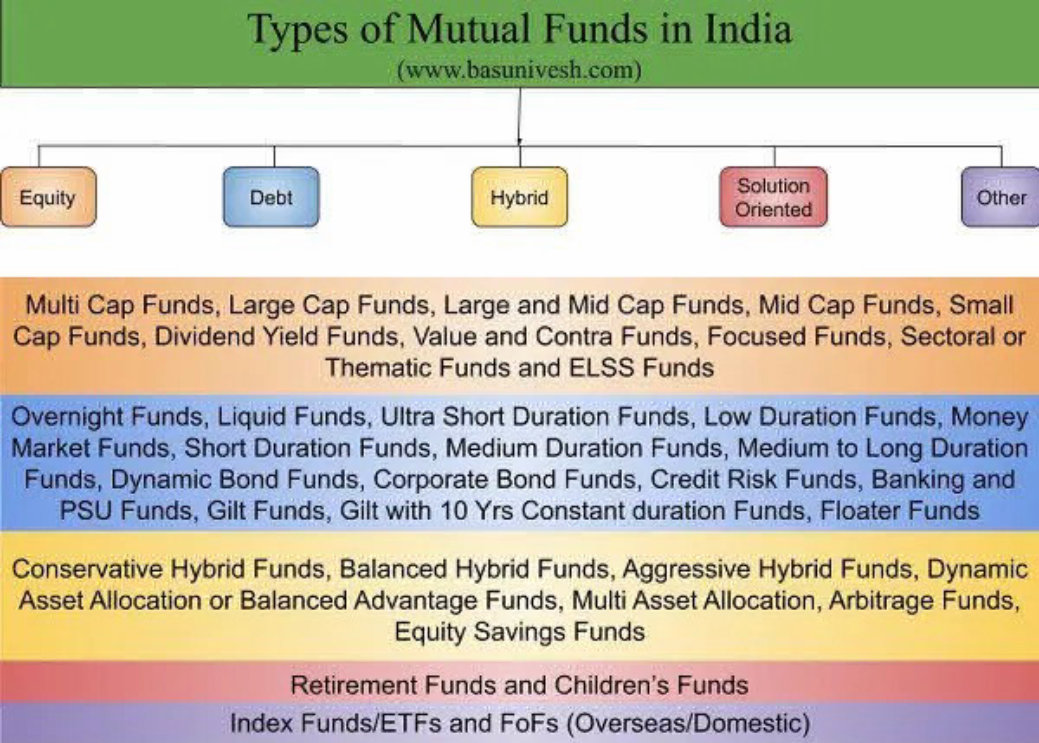 Types of Mutual Funds in India
(www.basunivesh.com)
Equity
Debt
Hybrid
Solution
Oriented
Other
Multi Cap Funds, Large Cap Funds, Large and Mid Cap Funds, Mid Cap Funds, Small
Cap Funds, Dividend Yield Funds, Value and Contra Funds, Focused Funds, Sectoral or
Thematic Funds and ELSS Funds
Overnight Funds, Liquid Funds, Ultra Short Duration Funds, Low Duration Funds, Money
Market Funds, Short Duration Funds, Medium Duration Funds, Medium to Long Duration
Funds, Dynamic Bond Funds, Corporate Bond Funds, Credit Risk Funds, Banking and
PSU Funds, Gilt Funds, Gilt with 10 Yrs Constant duration Funds, Floater Funds
Conservative Hybrid Funds, Balanced Hybrid Funds, Aggressive Hybrid Funds, Dynamic
Asset Allocation or Balanced Advantage Funds, Multi Asset Allocation, Arbitrage Funds,
Equity Savings Funds
Retirement Funds and Children's Funds
Index Funds/ETFs and FoFs (Overseas/Domestic)